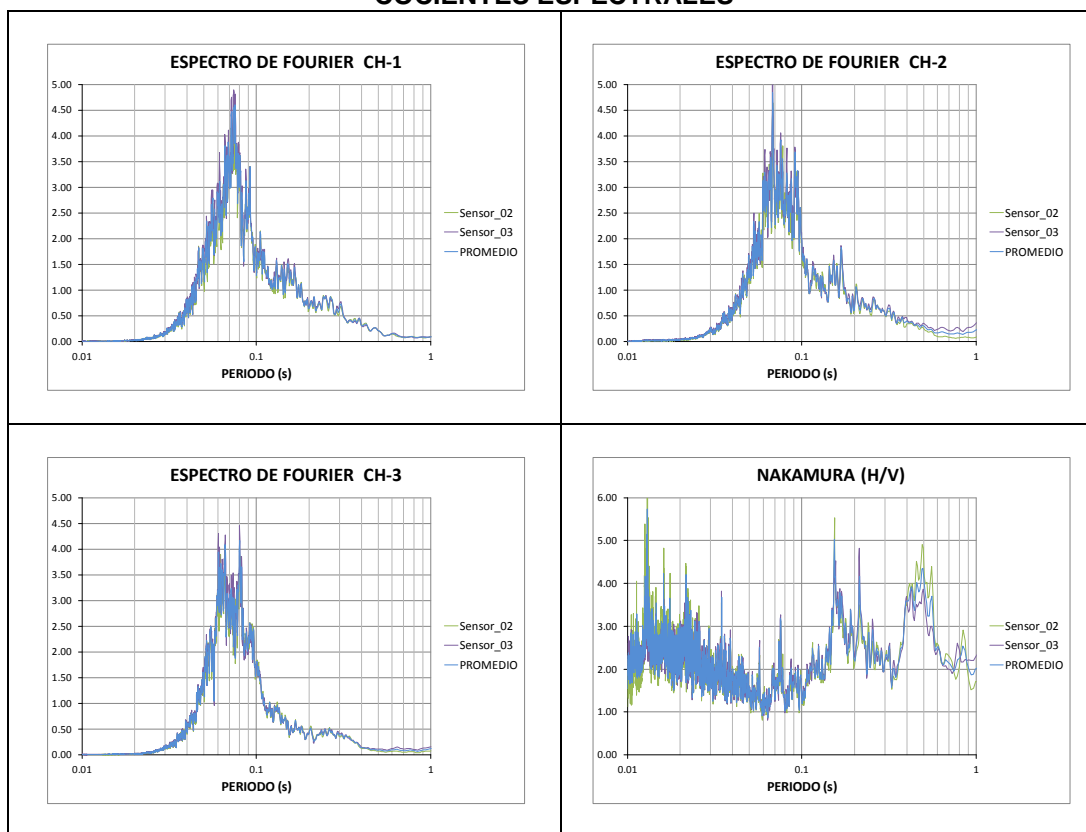 COCIENTES ESPECTRALES
ESPECTRO DE FOURIER CH-1
5.00
4.50
4.00
3.50
3.00
2.50
2.00
1.50
1.00
0.50
0.00
0.01
0.1
1
PERIODO (s)
Sensor_02
Sensor_03
PROMEDIO
ESPECTRO DE FOURIER CH-2
5.00
4.50
4.00
3.50
3.00
2.50
2.00
1.50
1.00
0.50
0.00
0.01
0.1
1
PERIODO (s)
Sensor_02
Sensor_03
PROMEDIO
ESPECTRO DE FOURIER CH-3
5.00
4.50
4.00
3.50
3.00
2.50
2.00
1.50
1.00
0.50
0.00
0.01
0.1
1
PERIODO (s)
Sensor_02
Sensor_03
PROMEDIO
NAKAMURA (H/V)
6.00
5.00
4.00
3.00
2.00
1.00
0.00
0.01
0.1
1
PERIODO (s)
Sensor_02
Sensor_03
PROMEDIO